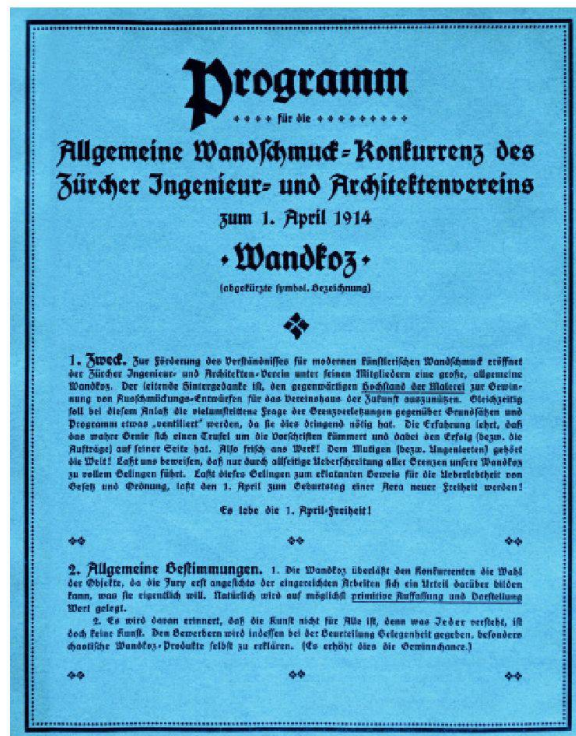 Programm
für die
Allgemeine Wandschmuck-Konkurrenz des
Zürcher Ingenieur- und Architektenvereins
zum 1. April 1914
Wandkoz
(abgekürzte symbol. Bezeichnung)
1. Zweck. Zur Förderung des Verständnisses für modernen künstlerischen Wandschmuck eröffnet
der Zürcher Ingenieur- und Architekten-Verein unter seinen Mitgliedern eine große, allgemeine
Wandkoz. Der leitende Hintergedanke ist, den gegenwärtigen Hochstand der Malerei zur Gewin-
nung von Ausschmückungs-Entwürfen für das Vereinshaus der Zukunft auszunützen. Gleichzeitig
soll bei diesem Anlaß die vielumstrittene Frage der Grenzverletzungen gegenüber Grundsätzen und
Programm etwas „ventiliert" werden, da sie dies dringend nötig hat. Die Erfahrung lehrt, daß
das wahre Genie sich einen Teufel um die Vorschriften kümmert und dabei den Erfolg (bezw. die
Aufträge) auf seiner Seite hat. Also frisch ans Werk! Dem Mutigen (bezw. Ungenierten) gehört
die Welt! Laßt uns beweisen, daß nur durch allseitige Ueberschreitung aller Grenzen unsere Wandkoz
zu vollem Gelingen führt. Laßt dieses Gelingen zum eklatanten Beweis für die Ueberlebtheit von
Gesetz und Ordnung, laßt den 1. April zum Geburtstag einer Aera neuer Freiheit werden!
Es lebe die 1. April-Freiheit!
2. Allgemeine Bestimmungen. 1. Die Wandkoz überläßt den Konkurrenten die Wahl
der Objekte, da die Jury erst angesichts der eingereichten Arbeiten sich ein Urteil darüber bilden
kann, was sie eigentlich will. Natürlich wird auf möglichst primitive Auffassung und Darstellung
Wert gelegt.
2. Es wird daran erinnert, daß die Kunst nicht für Alle ist, denn was Jeder versteht, ist
doch keine Kunst. Den Bewerbern wird indessen bei der Beurteilung Gelegenheit gegeben, besonders
chaotische Wandkoz-Produkte selbst zu erklären. (Es erhöht dies die Gewinnchance.)